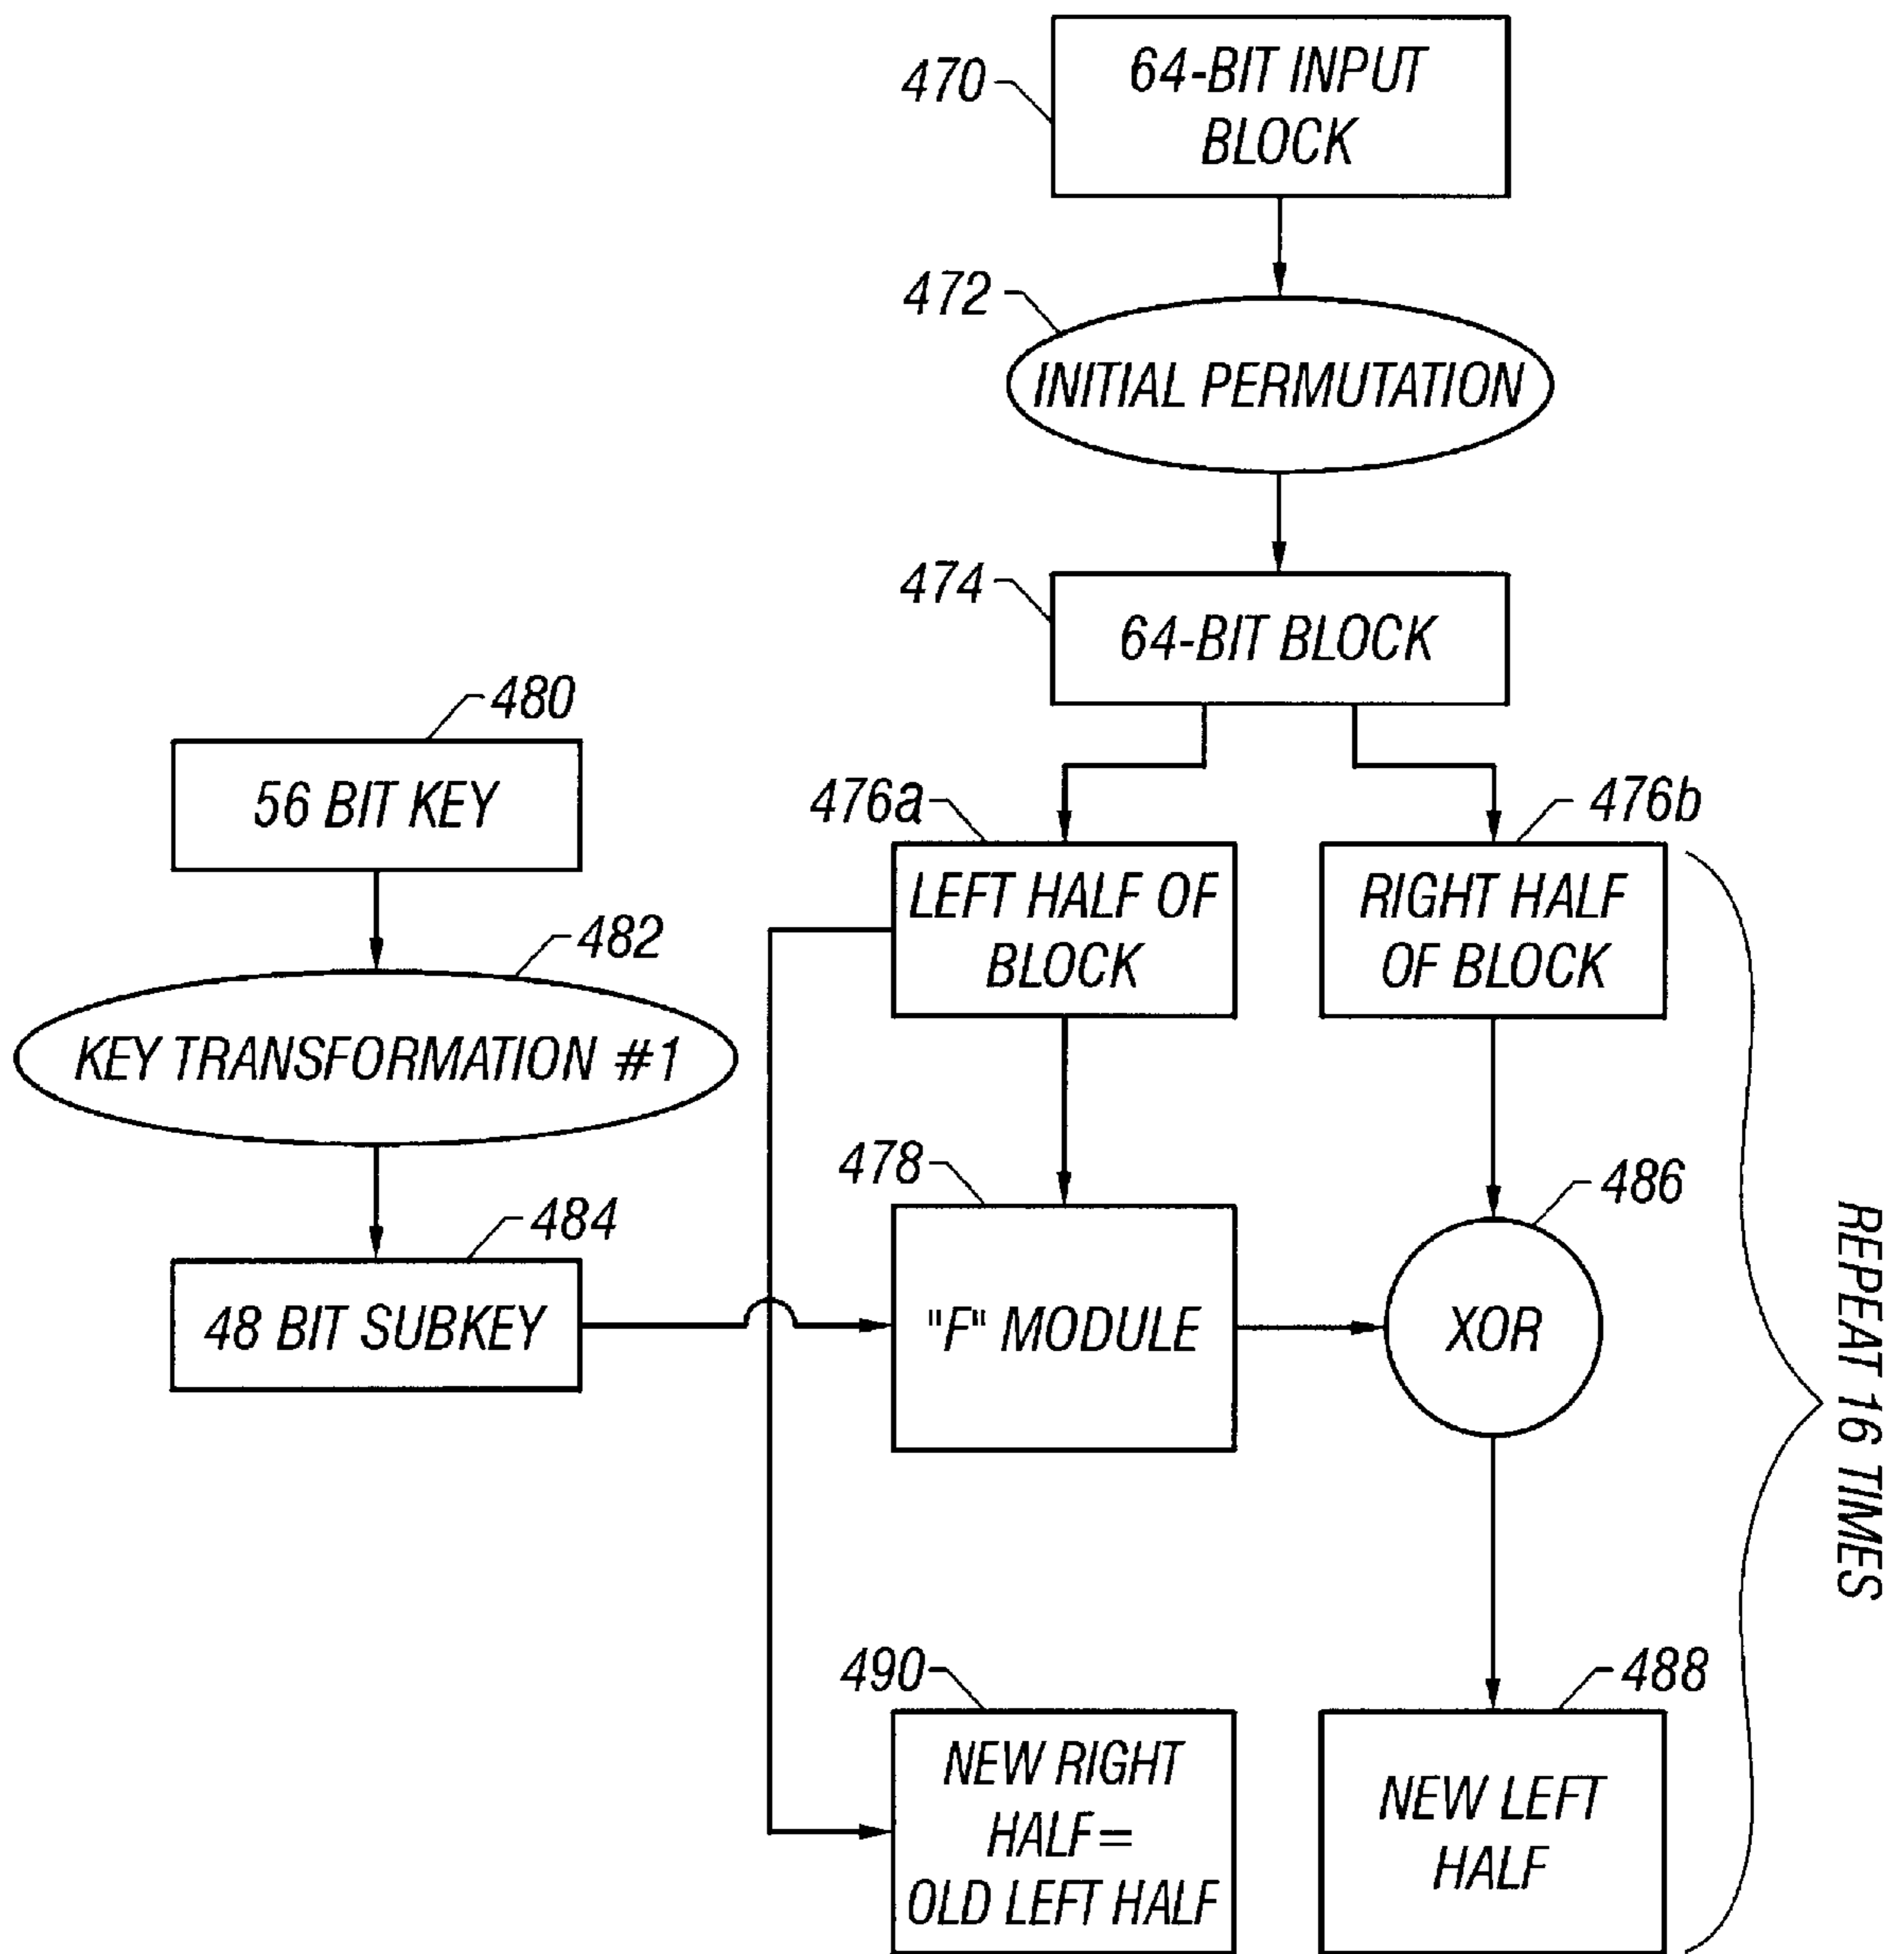 470
64-BIT INPUT
BLOCK
472
INITIAL PERMUTATION
474
64-BIT BLOCK
480
56 BIT KEY
476a
476b
LEFT HALF OF
BLOCK
RIGHT HALF
OF BLOCK
482
KEY TRANSFORMATION #1
478
486
484
48 BIT SUBKEY
"F" MODULE
XOR
REPEAT 16 TIMES
490
488
NEW RIGHT
HALF=
OLD LEFT HALF
NEW LEFT
HALF